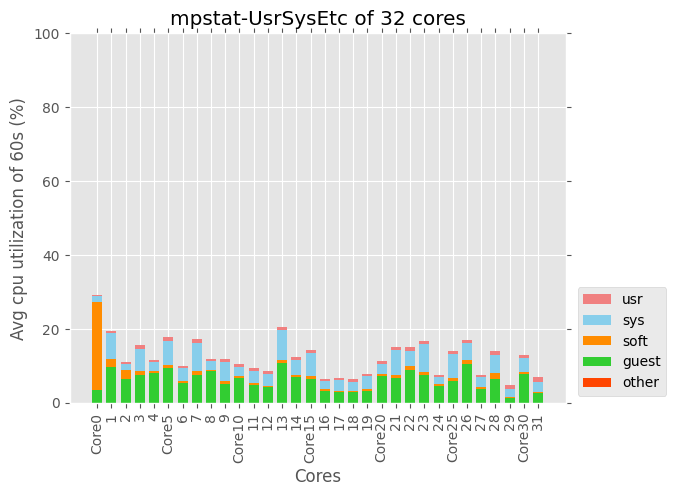 mpstat-UsrSysEtc of 32 cores
Avg cpu utilization of 60s (%)
100
80
60
40
20
0
Core0
1
2
3
4
Core5
6
7
8
9
Core10
11
12
13
14
Core15
16
17
18
19
Core20
21
22
23
24
Core25
26
27
28
29
Core30
31
Cores
usr
sys
soft
guest
other